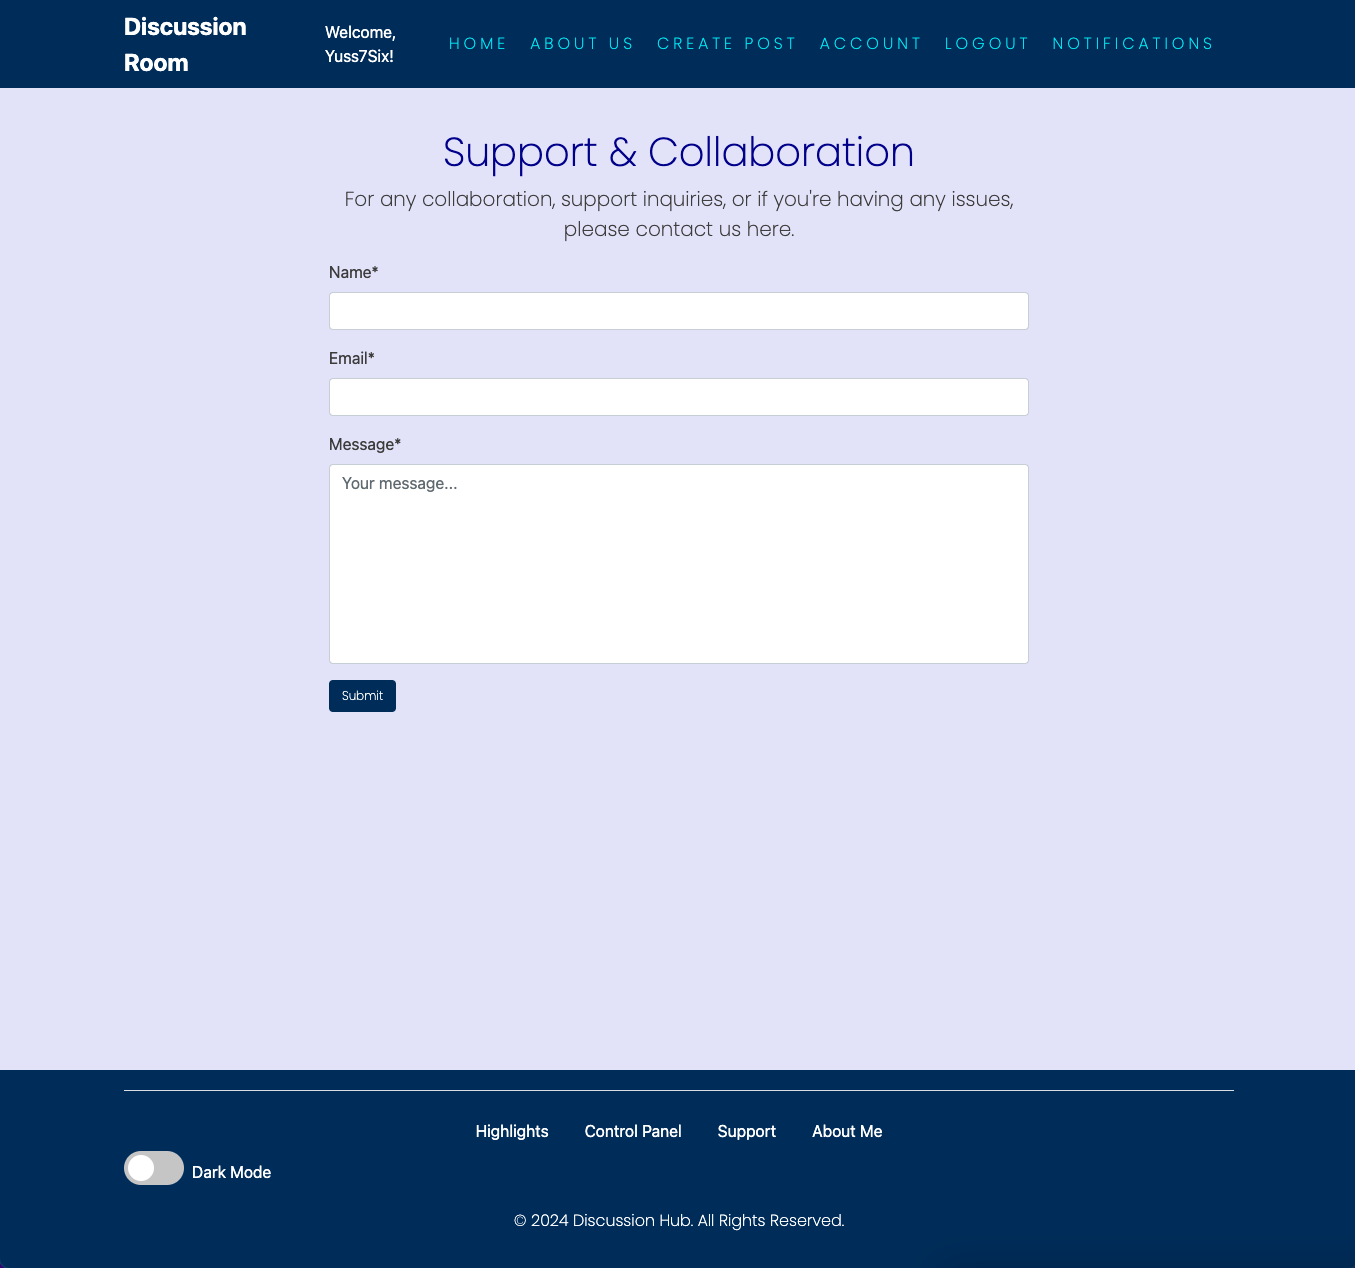 Discussion
Room
Welcome,
Yuss7Six!
HOME ABOUT US CREATE POST ACCOUNT LOGOUT NOTIFICATIONS
Support & Collaboration
For any collaboration, support inquiries, or if you're having any issues,
please contact us here.
Name*
Email*
Message*
Your message...
Submit
Highlights Control Panel Support About Me
Dark Mode
© 2024 Discussion Hub. All Rights Reserved.